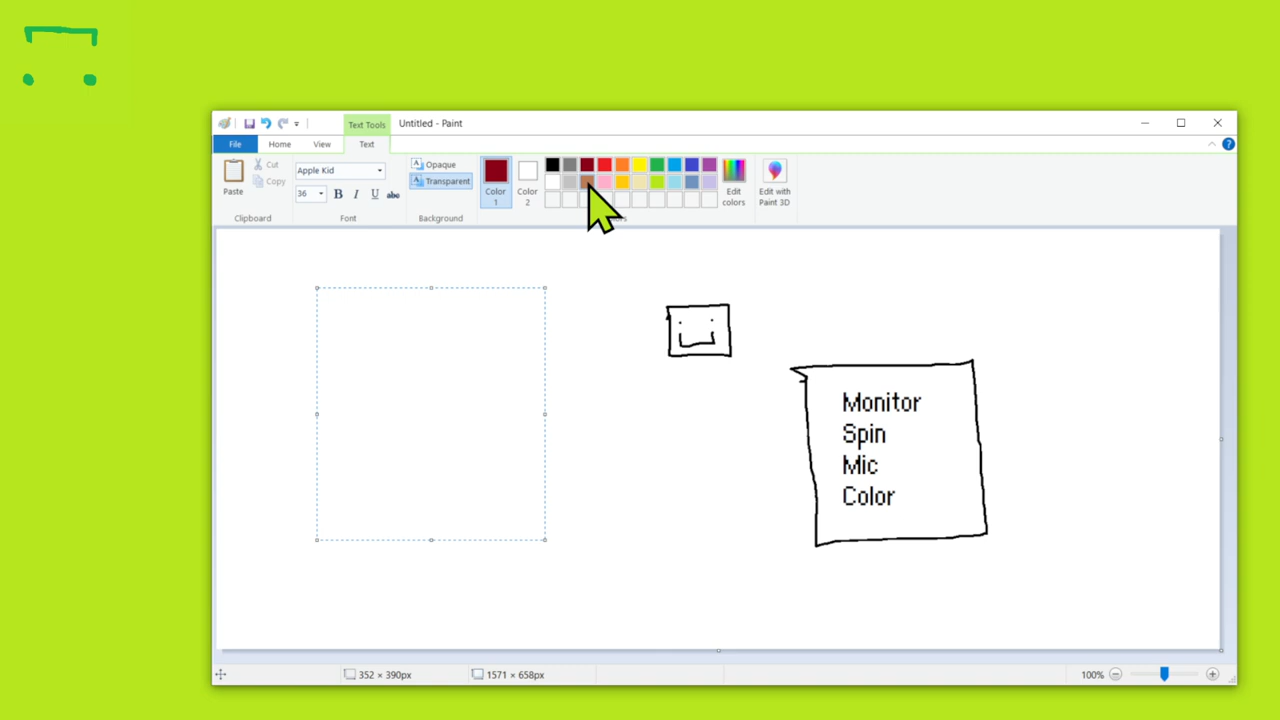 Text Tools
Untitled - Paint
File
Home
View
Text
Paste
Cut
Copy
Clipboard
Apple Kid
36
B
I
U
abc
Font
Opaque
Transparent
Background
Color
1
Color
2
Edit
colors
Edit with
Paint 3D
Monitor
Spin
Mic
Color
352 × 390px
1571 × 658px
100%